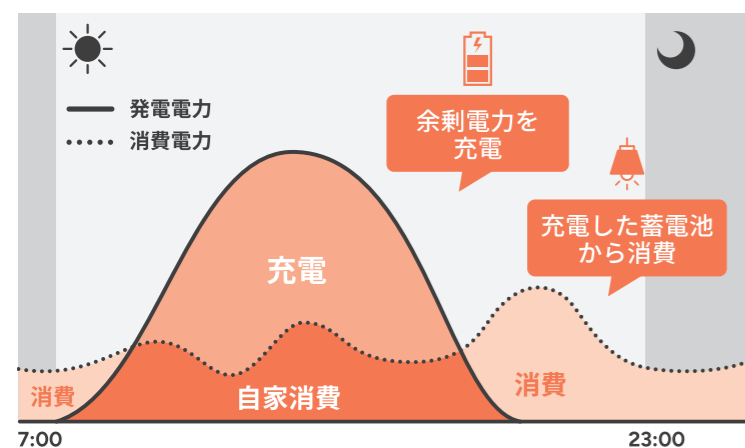 発電電力
消費電力
余剰電力を
充電
充電した蓄電池
から消費
充電
消費
自家消費
消費
7:00
23:00